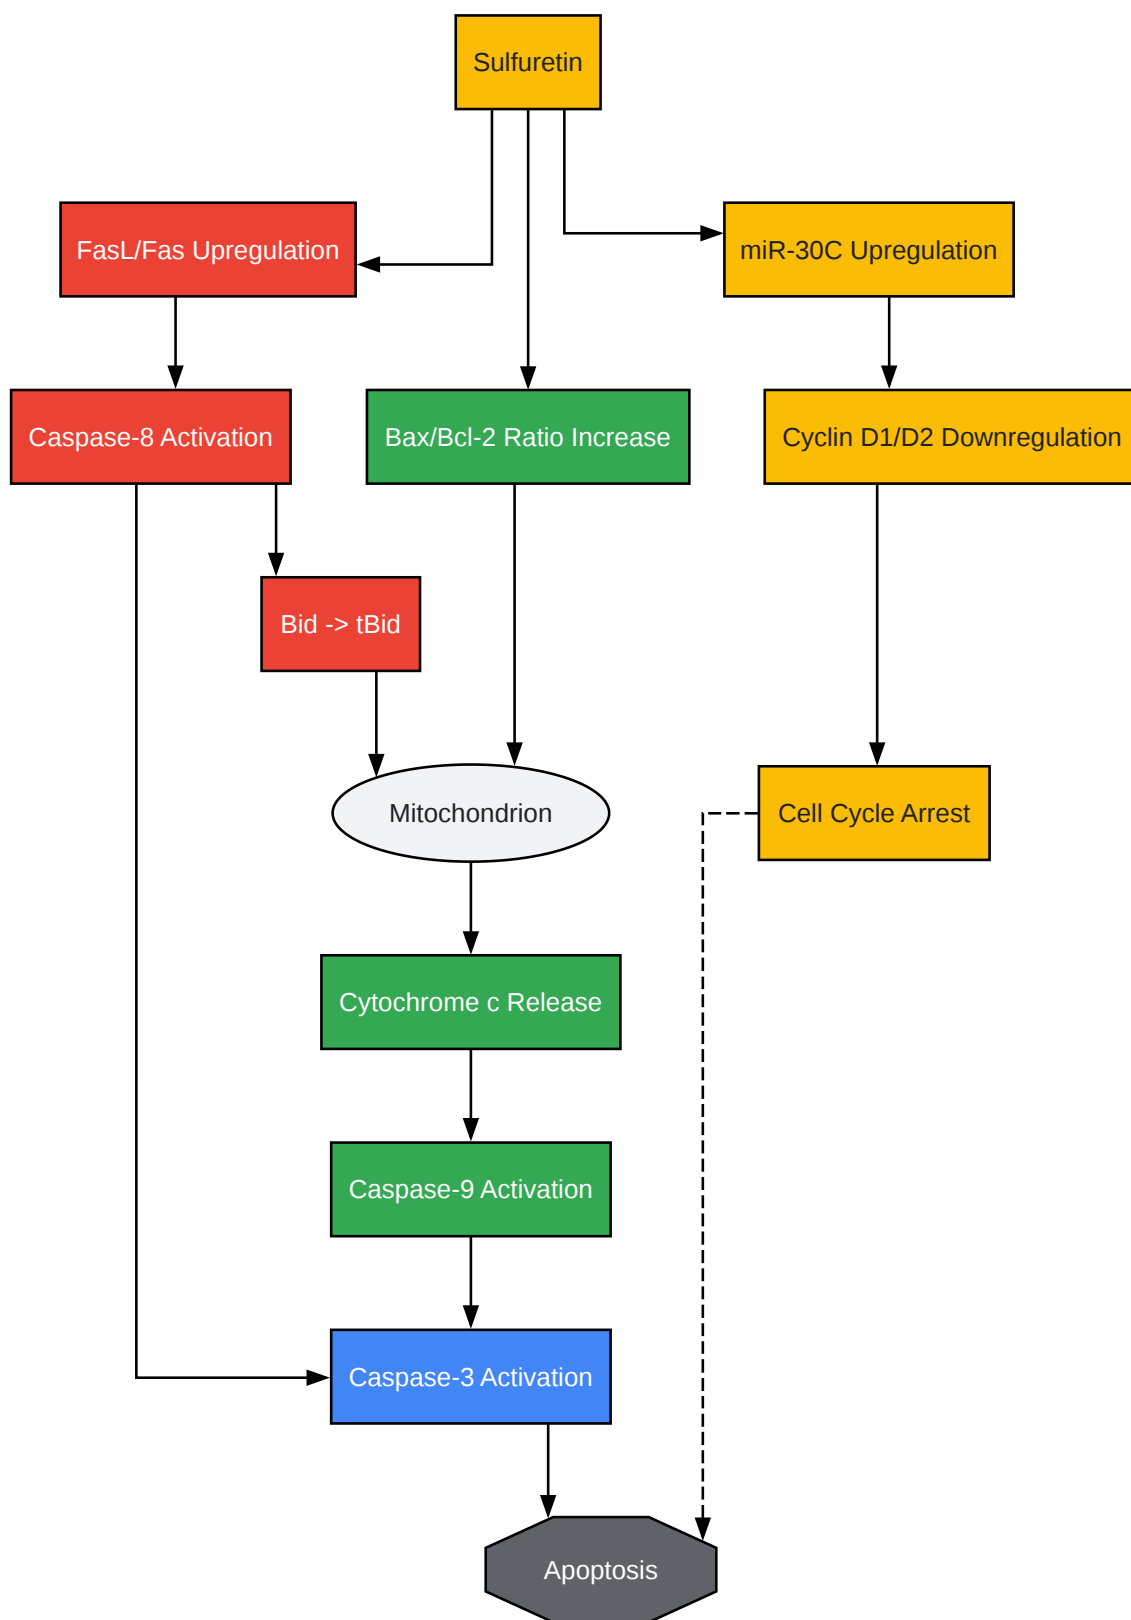 Sulfuretin
FasL/Fas Upregulation
miR-30C Upregulation
Caspase-8 Activation
Bax/Bcl-2 Ratio Increase
Cyclin D1/D2 Downregulation
Bid -> tBid
Mitochondrion
Cell Cycle Arrest
Cytochrome c Release
Caspase-9 Activation
Caspase-3 Activation
Apoptosis